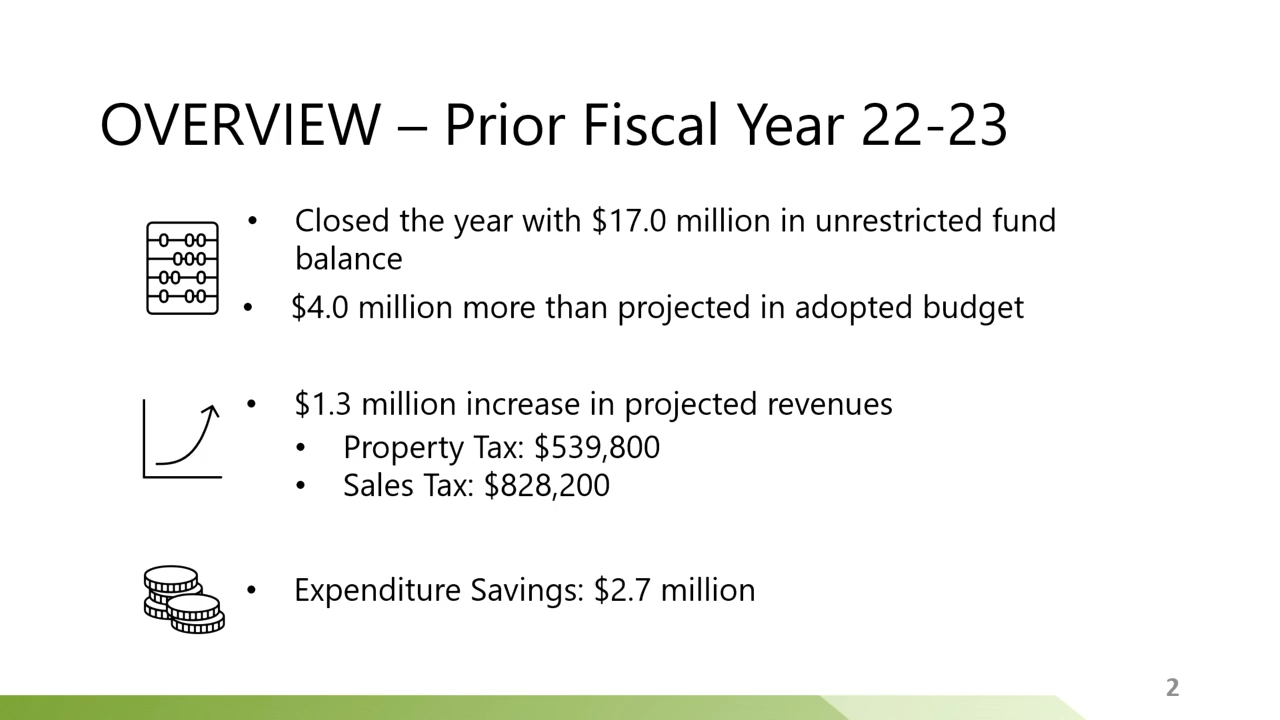 OVERVIEW – Prior Fiscal Year 22-23
• Closed the year with $17.0 million in unrestricted fund
balance
• $4.0 million more than projected in adopted budget
• $1.3 million increase in projected revenues
• Property Tax: $539,800
• Sales Tax: $828,200
• Expenditure Savings: $2.7 million
2